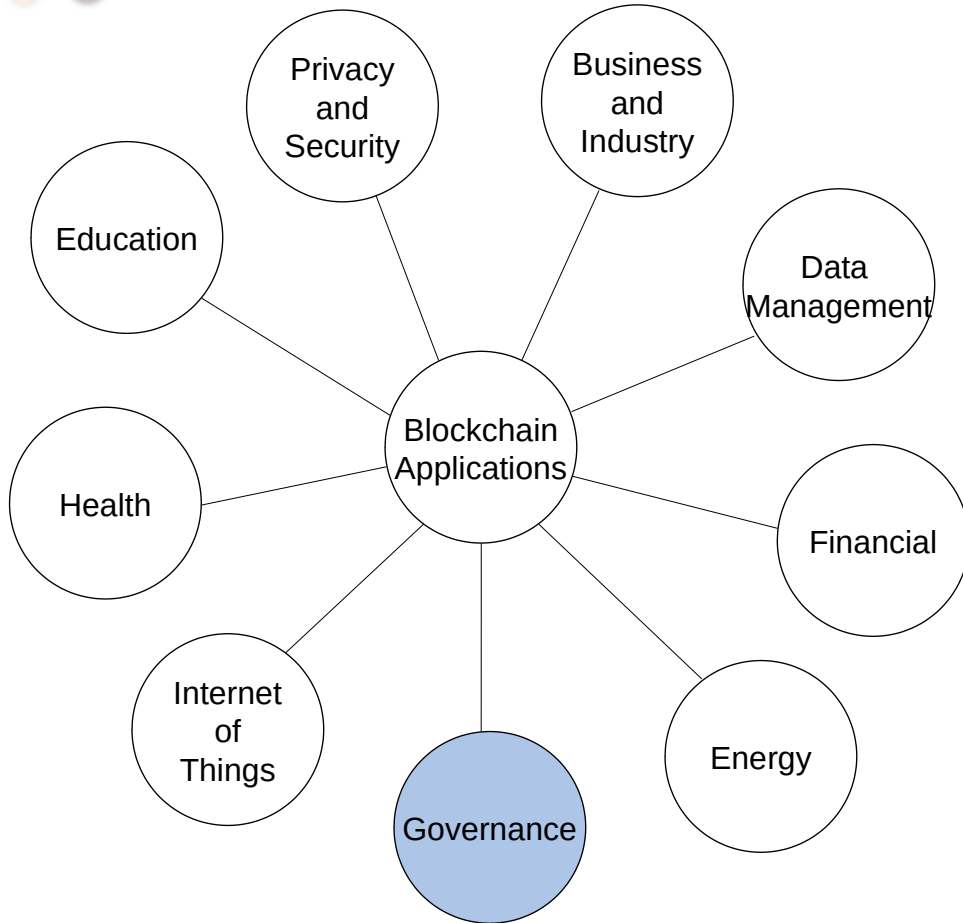 Privacy
and
Security
Business
and
Industry
Education
Data
Management
Blockchain
Applications
Health
Financial
Internet
of
Things
Energy
Governance